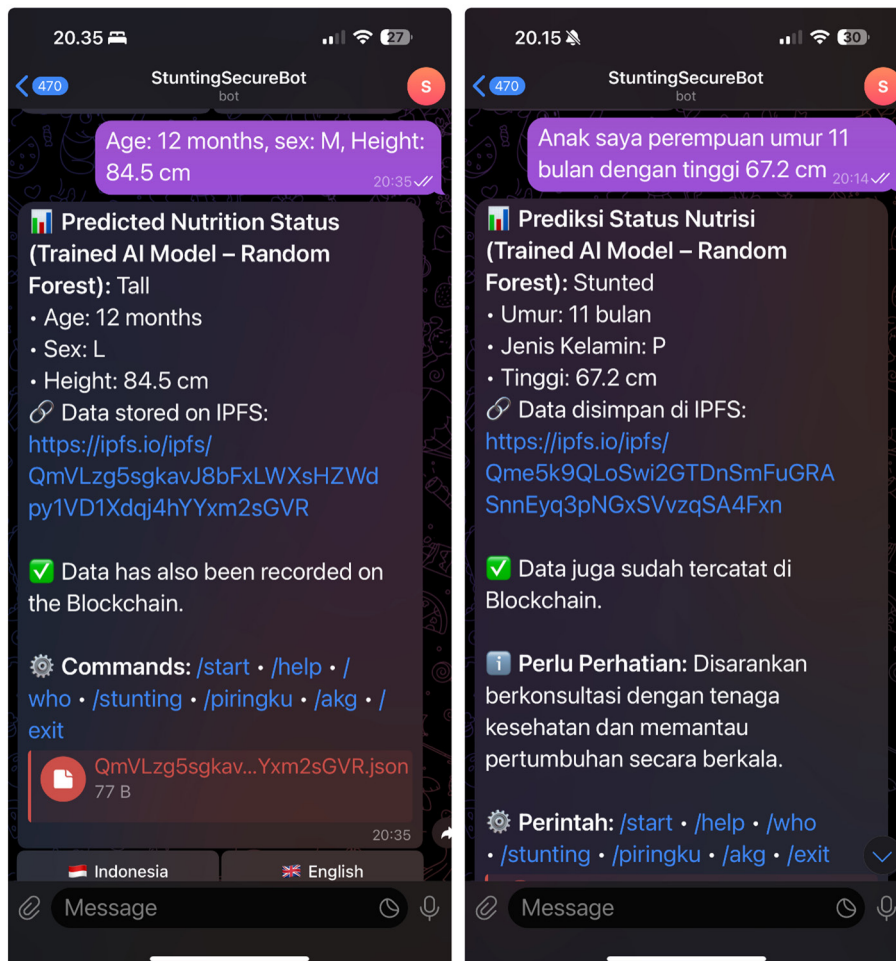 20.35
27
470
StuntingSecureBot
bot
S
Age: 12 months, sex: M, Height:
84.5 cm
20:35
📊 Predicted Nutrition Status
(Trained AI Model – Random
Forest): Tall
• Age: 12 months
• Sex: L
• Height: 84.5 cm
🔗 Data stored on IPFS:
https://ipfs.io/ipfs/
QmVLzg5sgkavJ8bFxLWXsHZWd
py1VD1Xdqj4hYYxm2sGVR
✅ Data has also been recorded on
the Blockchain.
⚙️ Commands: /start • /help • /
who • /stunting • /piringku • /akg • /
exit
QmVLzg5sgkav...Yxm2sGVR.json
77 B
20:35
🇮🇩 Indonesia
🇬🇧 English
Message
20.15
30
470
StuntingSecureBot
bot
S
Anak saya perempuan umur 11
bulan dengan tinggi 67.2 cm
20:14
📊 Prediksi Status Nutrisi
(Trained AI Model – Random
Forest): Stunted
• Umur: 11 bulan
• Jenis Kelamin: P
• Tinggi: 67.2 cm
🔗 Data disimpan di IPFS:
https://ipfs.io/ipfs/
Qme5k9QLoSwi2GTDnSmFuGRA
SnnEyq3pNGxSVvzqSA4Fxn
✅ Data juga sudah tercatat di
Blockchain.
ℹ️ Perlu Perhatian: Disarankan
berkonsultasi dengan tenaga
kesehatan dan memantau
pertumbuhan secara berkala.
⚙️ Perintah: /start • /help • /who
• /stunting • /piringku • /akg • /exit
Message